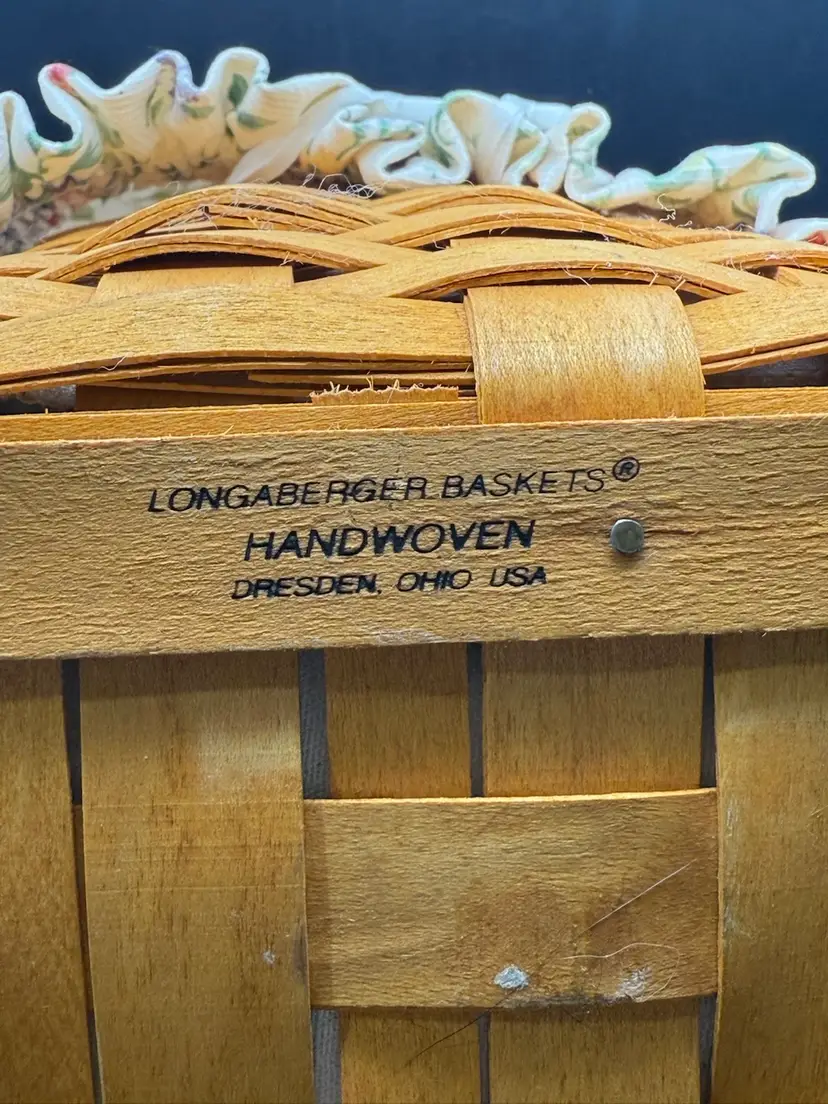 LONGABERGER BASKETS®
HANDWOVEN
DRESDEN, OHIO USA